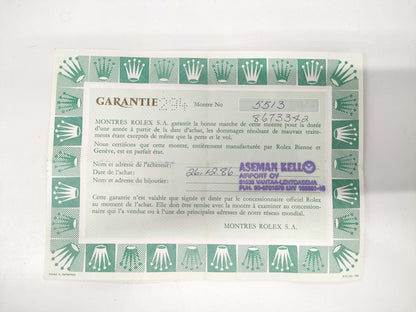 GARANTIE 294 Montre No 5513
8673342
MONTRES ROLEX S.A. garantit la bonne marche de cette montre pour la durée
d'une année à partir de la date d'achat, les dommages résultant de mauvais traite-
ments étant exceptés de même que la perte et le vol.
Nous certifions que cette montre, entièrement manufacturée par Rolex Bienne et
Genève, est en parfait état.
Nom et adresse de l'acheteur:
Date de l'achat: 26.12.86
Nom et adresse du bijoutier:
ASEMAN KELLO
AIRPORT OY
01530 VANTAA-LENTOASEMA
Cette garantie n'est valable que signée et datée par le concessionnaire officiel Rolex
au moment de l'achat. Elle doit être remise avec la montre à examiner au concession-
naire qui l'a vendue ou à l'une des principales adresses de notre réseau mondial.
MONTRES ROLEX S.A.